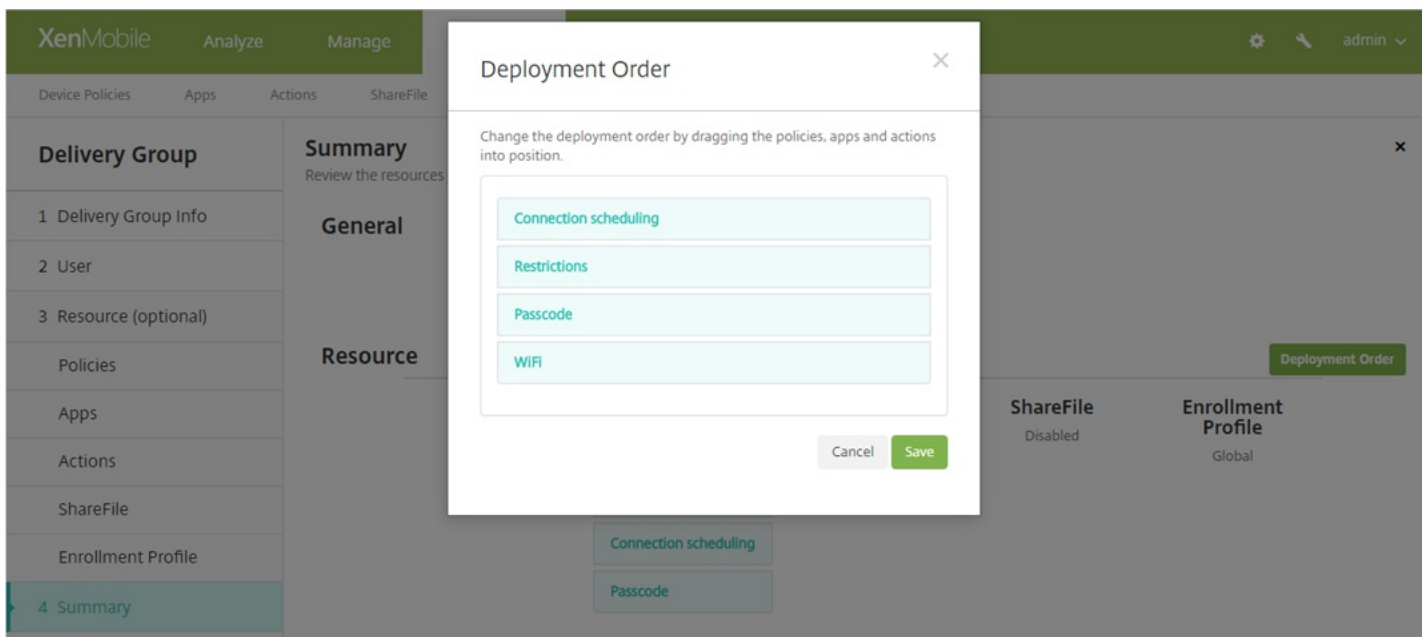 XenMobile Analyze Manage admin
Device Policies Apps Actions ShareFile
Delivery Group
1 Delivery Group Info
2 User
3 Resource (optional)
Policies
Apps
Actions
ShareFile
Enrollment Profile
4 Summary
Summary
Review the resources
General
Resource
Deployment Order
Change the deployment order by dragging the policies, apps and actions
into position.
Connection scheduling
Restrictions
Passcode
WiFi
Cancel Save
Deployment Order
ShareFile
Disabled
Enrollment
Profile
Global
Connection scheduling
Passcode